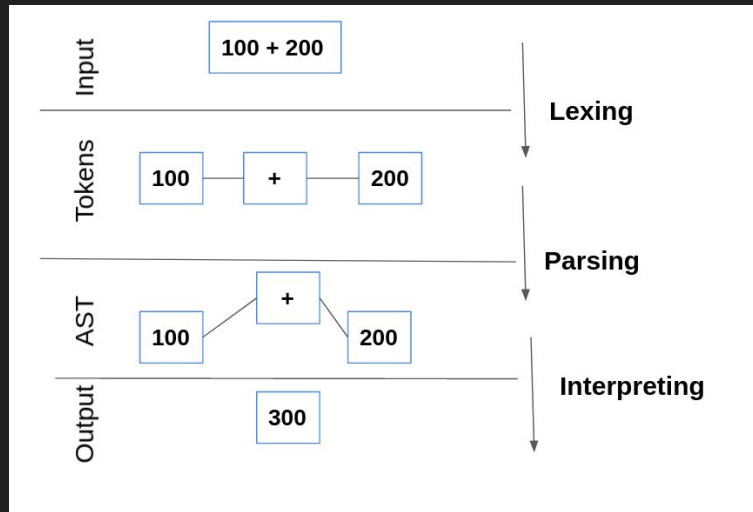 Input
100 + 200
Lexing
Tokens
100
+
200
Parsing
AST
+
100
200
Interpreting
Output
300